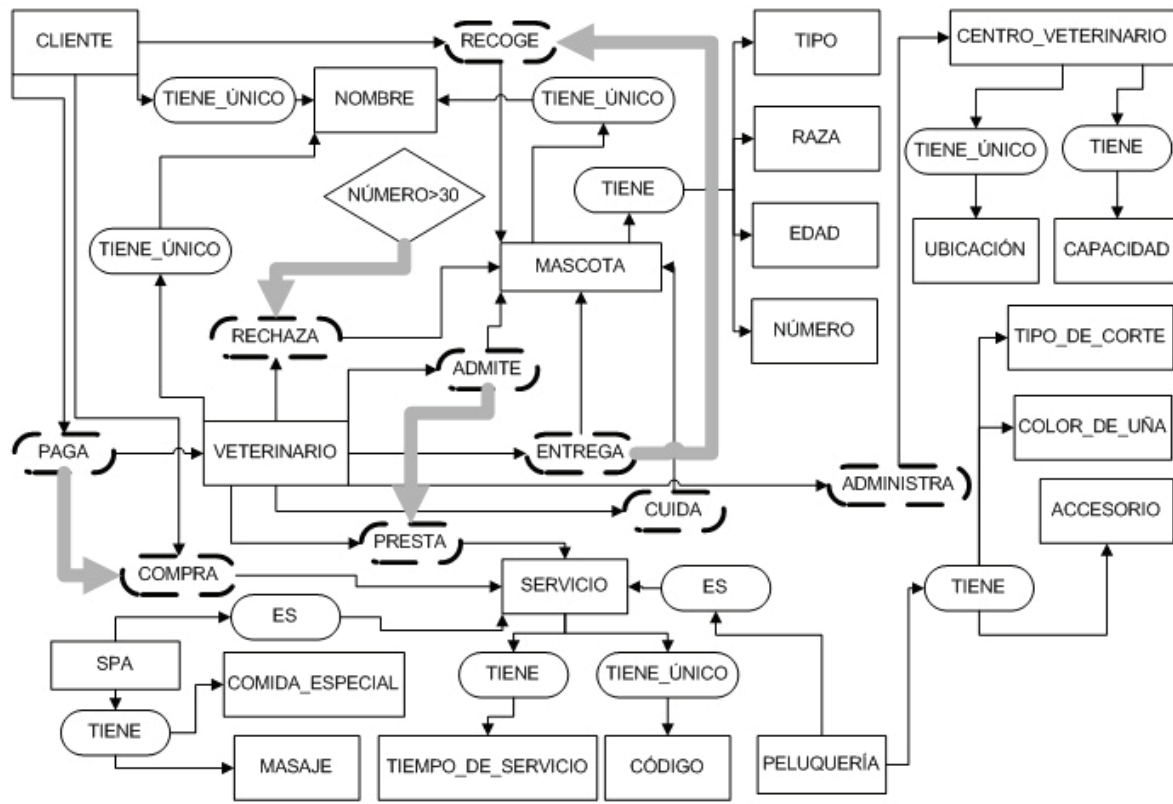 CLIENTE
RECOGE
TIPO
CENTRO_VETERINARIO
TIENE_ÚNICO
NOMBRE
TIENE_ÚNICO
RAZA
TIENE_ÚNICO
TIENE
NÚMERO>30
TIENE
TIENE_ÚNICO
EDAD
UBICACIÓN
CAPACIDAD
MASCOTA
RECHAZA
NÚMERO
TIPO_DE_CORTE
ADMITE
PAGA
VETERINARIO
ENTREGA
COLOR_DE_UÑA
ADMINISTRA
CUIDA
ACCESORIO
PRESTA
COMPRA
SERVICIO
ES
TIENE
ES
SPA
TIENE
TIENE_ÚNICO
COMIDA_ESPECIAL
TIENE
MASAJE
TIEMPO_DE_SERVICIO
CÓDIGO
PELUQUERÍA